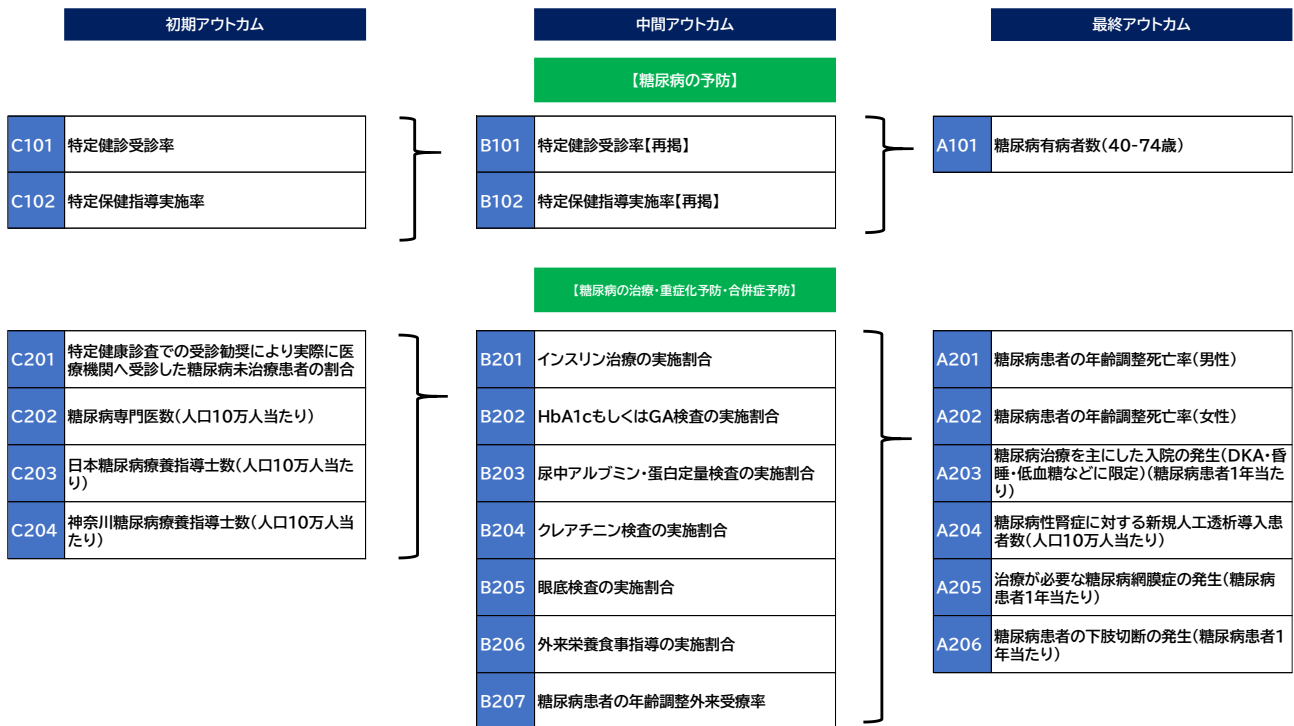 初期アウトカム
中間アウトカム
最終アウトカム
【糖尿病の予防】
C101 特定健診受診率
C102 特定保健指導実施率
B101 特定健診受診率【再掲】
B102 特定保健指導実施率【再掲】
A101 糖尿病有病者数(40-74歳)
【糖尿病の治療・重症化予防・合併症予防】
C201 特定健康診査での受診勧奨により実際に医
療機関へ受診した糖尿病未治療患者の割合
C202 糖尿病専門医数(人口10万人当たり)
C203 日本糖尿病療養指導士数(人口10万人当た
り)
C204 神奈川糖尿病療養指導士数(人口10万人当
たり)
B201 インスリン治療の実施割合
B202 HbA1cもしくはGA検査の実施割合
B203 尿中アルブミン・蛋白定量検査の実施割合
B204 クレアチニン検査の実施割合
B205 眼底検査の実施割合
B206 外来栄養食事指導の実施割合
B207 糖尿病患者の年齢調整外来受療率
A201 糖尿病患者の年齢調整死亡率(男性)
A202 糖尿病患者の年齢調整死亡率(女性)
A203 糖尿病治療を主にした入院の発生(DKA・昏
睡・低血糖などに限定)(糖尿病患者1年当た
り)
A204 糖尿病性腎症に対する新規人工透析導入患
者数(人口10万人当たり)
A205 治療が必要な糖尿病網膜症の発生(糖尿病
患者1年当たり)
A206 糖尿病患者の下肢切断の発生(糖尿病患者1
年当たり)